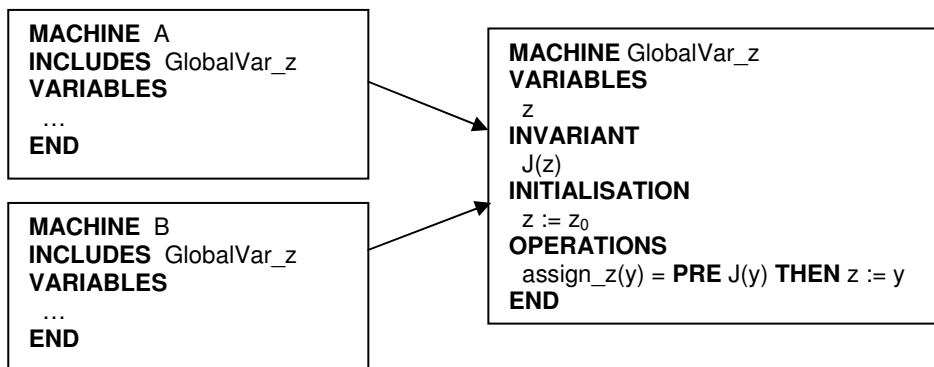 MACHINE A
INCLUDES GlobalVar_z
VARIABLES
…
END
MACHINE B
INCLUDES GlobalVar_z
VARIABLES
…
END
MACHINE GlobalVar_z
VARIABLES
z
INVARIANT
J(z)
INITIALISATION
z := z₀
OPERATIONS
assign_z(y) = PRE J(y) THEN z := y
END